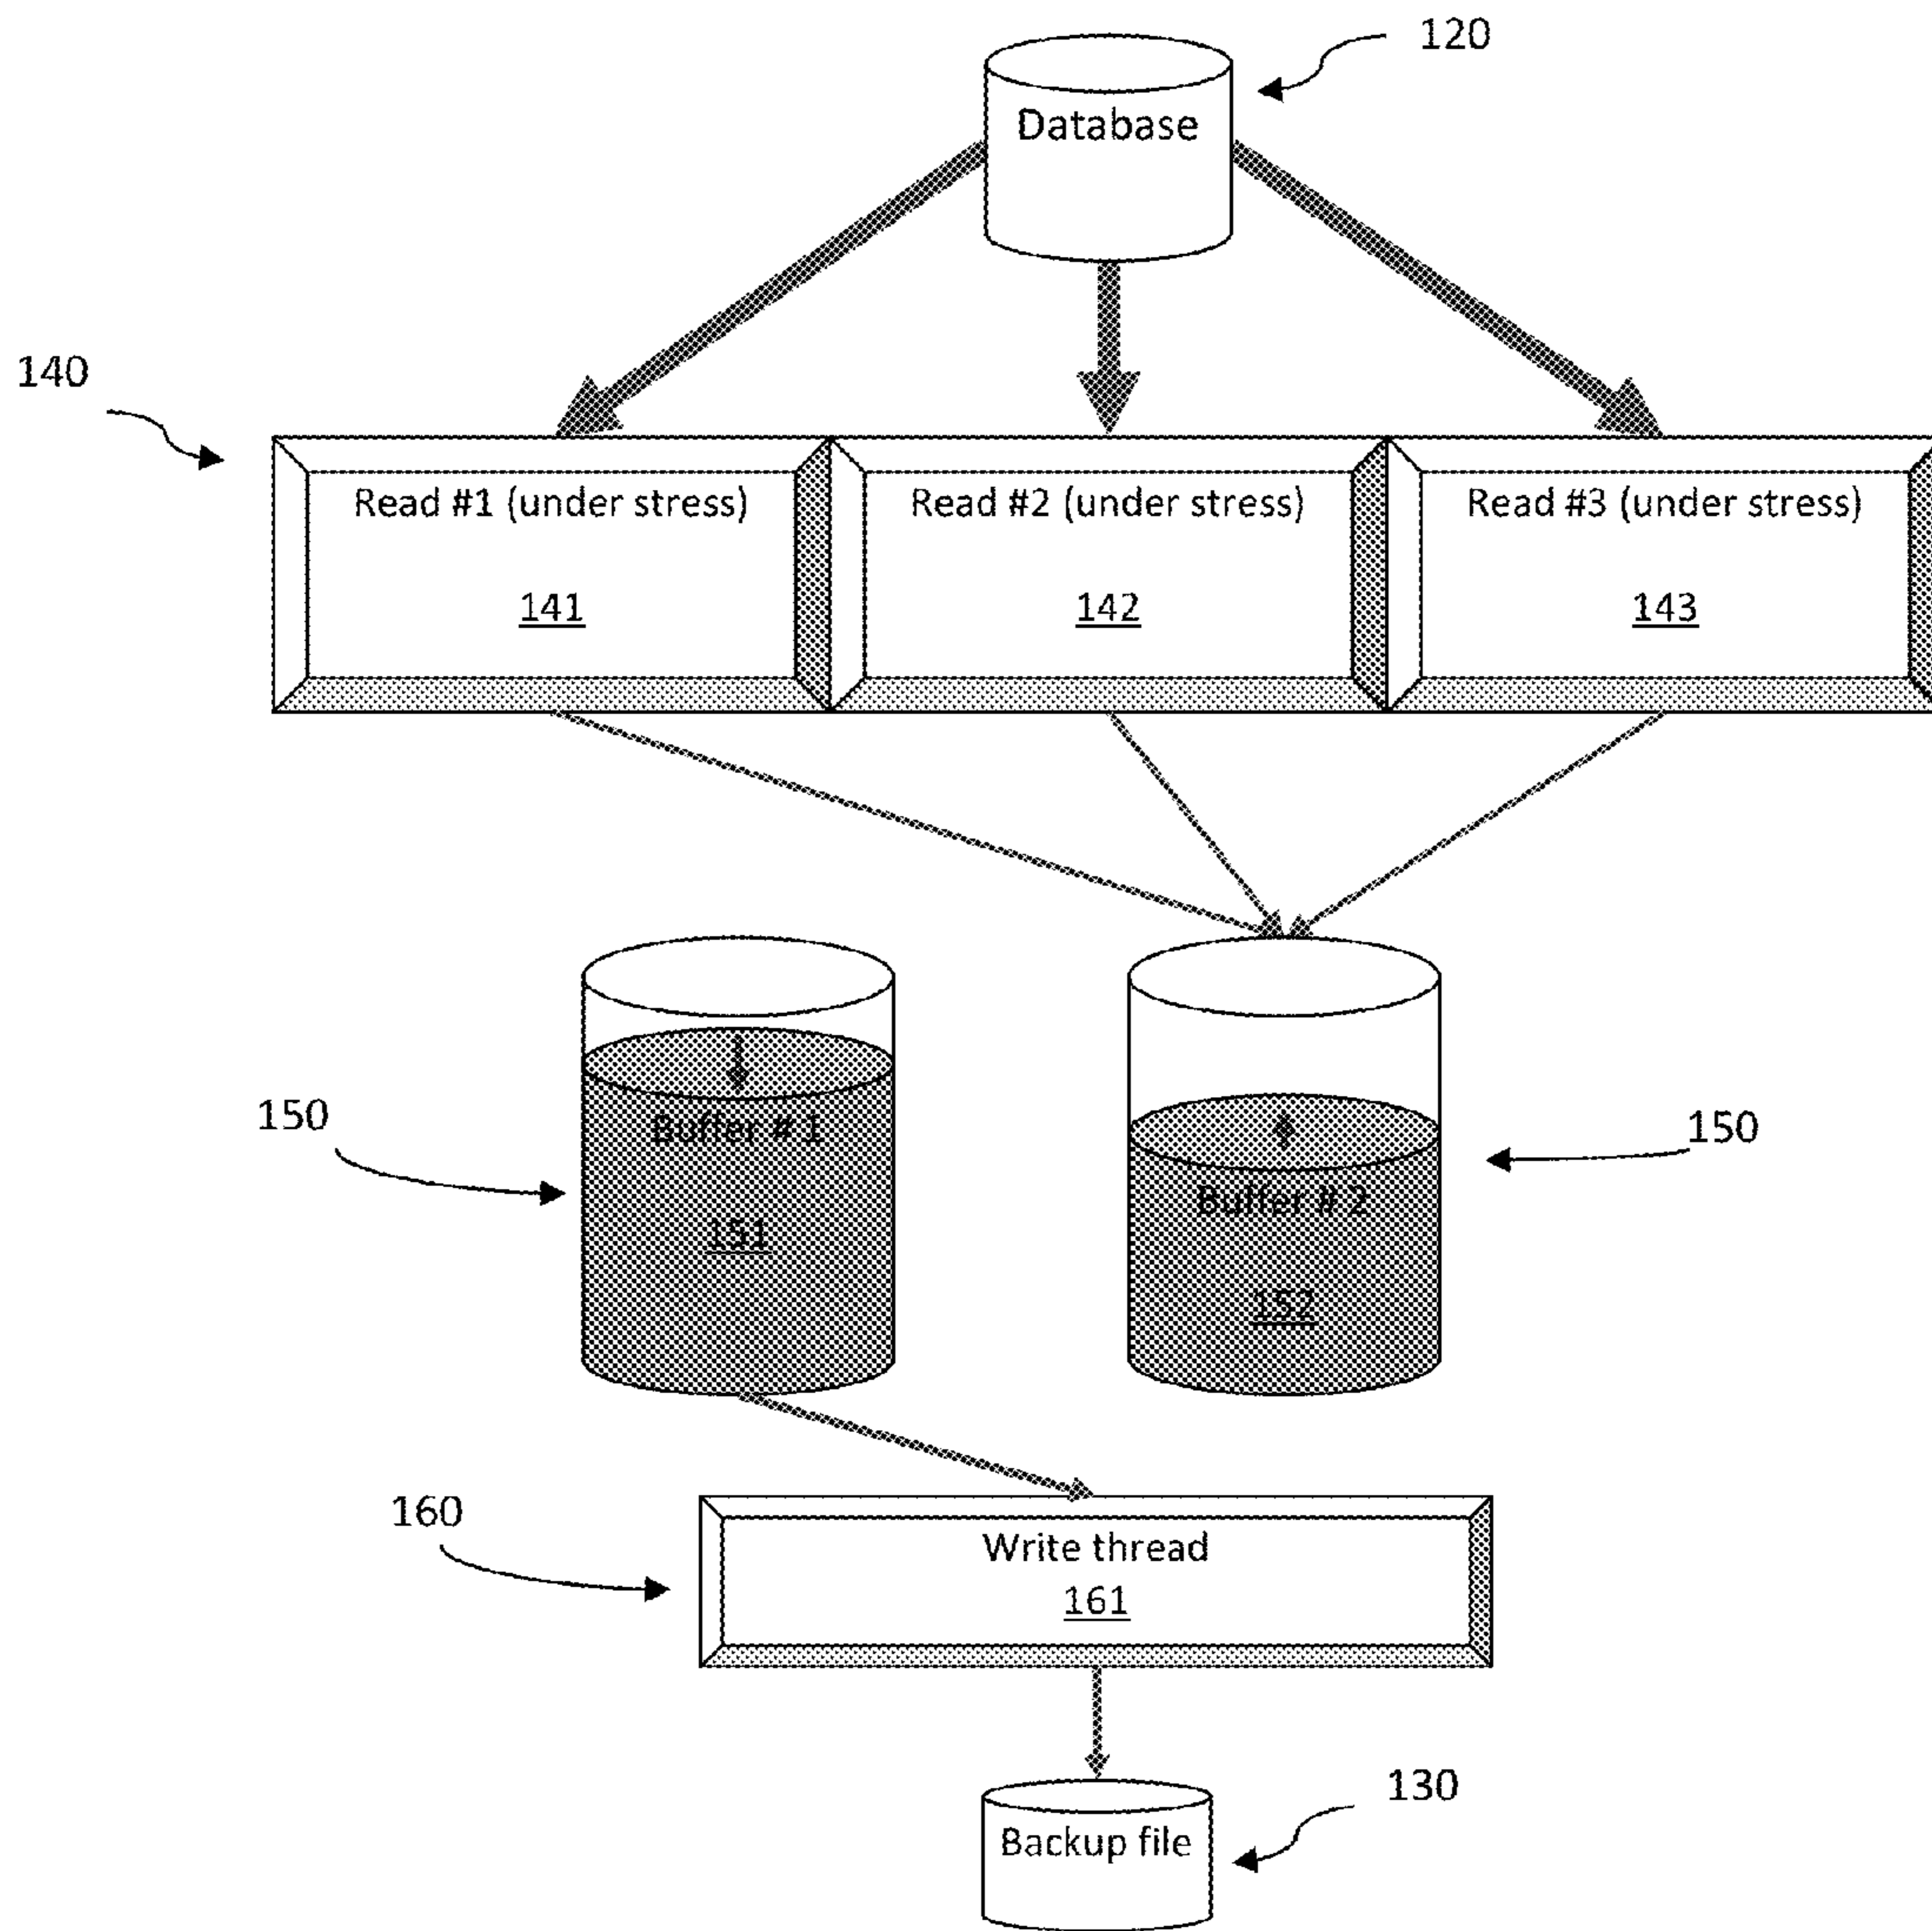 120
Database
140
Read #1 (under stress)
141
Read #2 (under stress)
142
Read #3 (under stress)
143
150
Buffer # 1
151
150
Buffer # 2
152
160
Write thread
161
130
Backup file